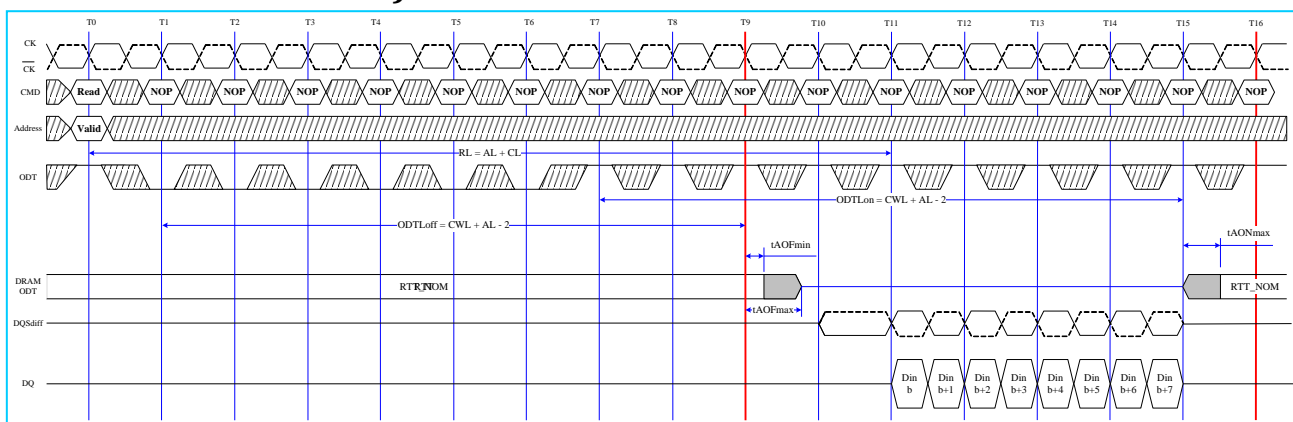 T0 T1 T2 T3 T4 T5 T6 T7 T8 T9 T10 T11 T12 T13 T14 T15 T16
CK
CK
CMD Read NOP NOP NOP NOP NOP NOP NOP NOP NOP NOP NOP NOP NOP NOP NOP NOP
Address Valid
RL = AL + CL
ODT
ODTLon = CWL + AL - 2
ODTLoff = CWL + AL - 2
tAOFmin
tAONmax
DRAM
ODT
RTT_NOM
RTT_NOM
tAOFmax
DQSdiff
DQ
Din
b
Din
b+1
Din
b+2
Din
b+3
Din
b+4
Din
b+5
Din
b+6
Din
b+7